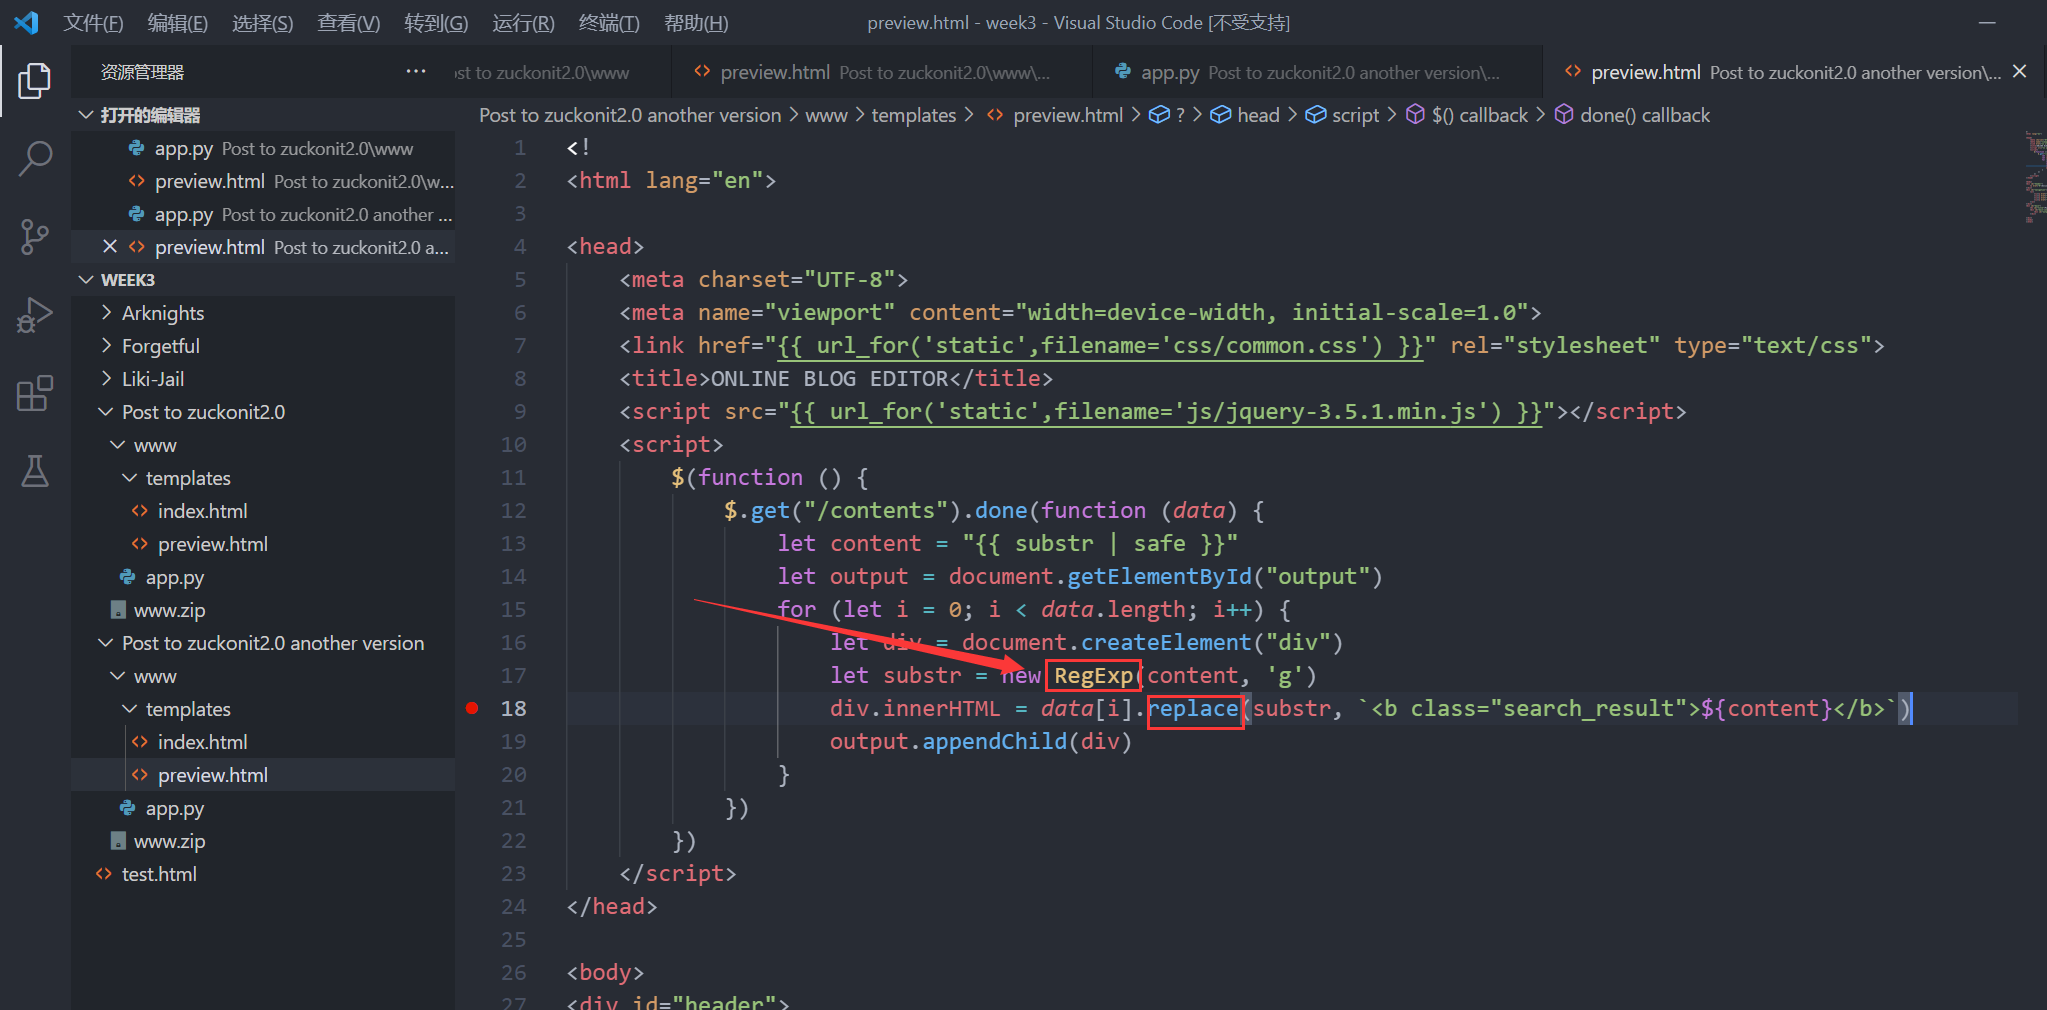 文件(F) 编辑(E) 选择(S) 查看(V) 转到(G) 运行(R) 终端(T) 帮助(H) preview.html - week3 - Visual Studio Code [不受支持]
资源管理器 ··· ost to zuckonit2.0\www preview.html Post to zuckonit2.0\www\... app.py Post to zuckonit2.0 another version\... preview.html Post to zuckonit2.0 another version\...
打开的编辑器
app.py Post to zuckonit2.0\www
preview.html Post to zuckonit2.0\w...
app.py Post to zuckonit2.0 another ...
preview.html Post to zuckonit2.0 a...
WEEK3
Arknights
Forgetful
Liki-Jail
Post to zuckonit2.0
www
templates
index.html
preview.html
app.py
www.zip
Post to zuckonit2.0 another version
www
templates
index.html
preview.html
app.py
www.zip
test.html
Post to zuckonit2.0 another version > www > templates > preview.html > ? > head > script > $() callback > done() callback
1 <!
2 <html lang="en">
3
4 <head>
5 <meta charset="UTF-8">
6 <meta name="viewport" content="width=device-width, initial-scale=1.0">
7 <link href="{{ url_for('static',filename='css/common.css') }}" rel="stylesheet" type="text/css">
8 <title>ONLINE BLOG EDITOR</title>
9 <script src="{{ url_for('static',filename='js/jquery-3.5.1.min.js') }}"></script>
10 <script>
11 $(function () {
12 $.get("/contents").done(function (data) {
13 let content = "{{ substr | safe }}"
14 let output = document.getElementById("output")
15 for (let i = 0; i < data.length; i++) {
16 let div = document.createElement("div")
17 let substr = new RegExp(content, 'g')
18 div.innerHTML = data[i].replace(substr, `<b class="search_result">${content}</b>`)
19 output.appendChild(div)
20 }
21 })
22 })
23 </script>
24 </head>
25
26 <body>
27 <div id="header">